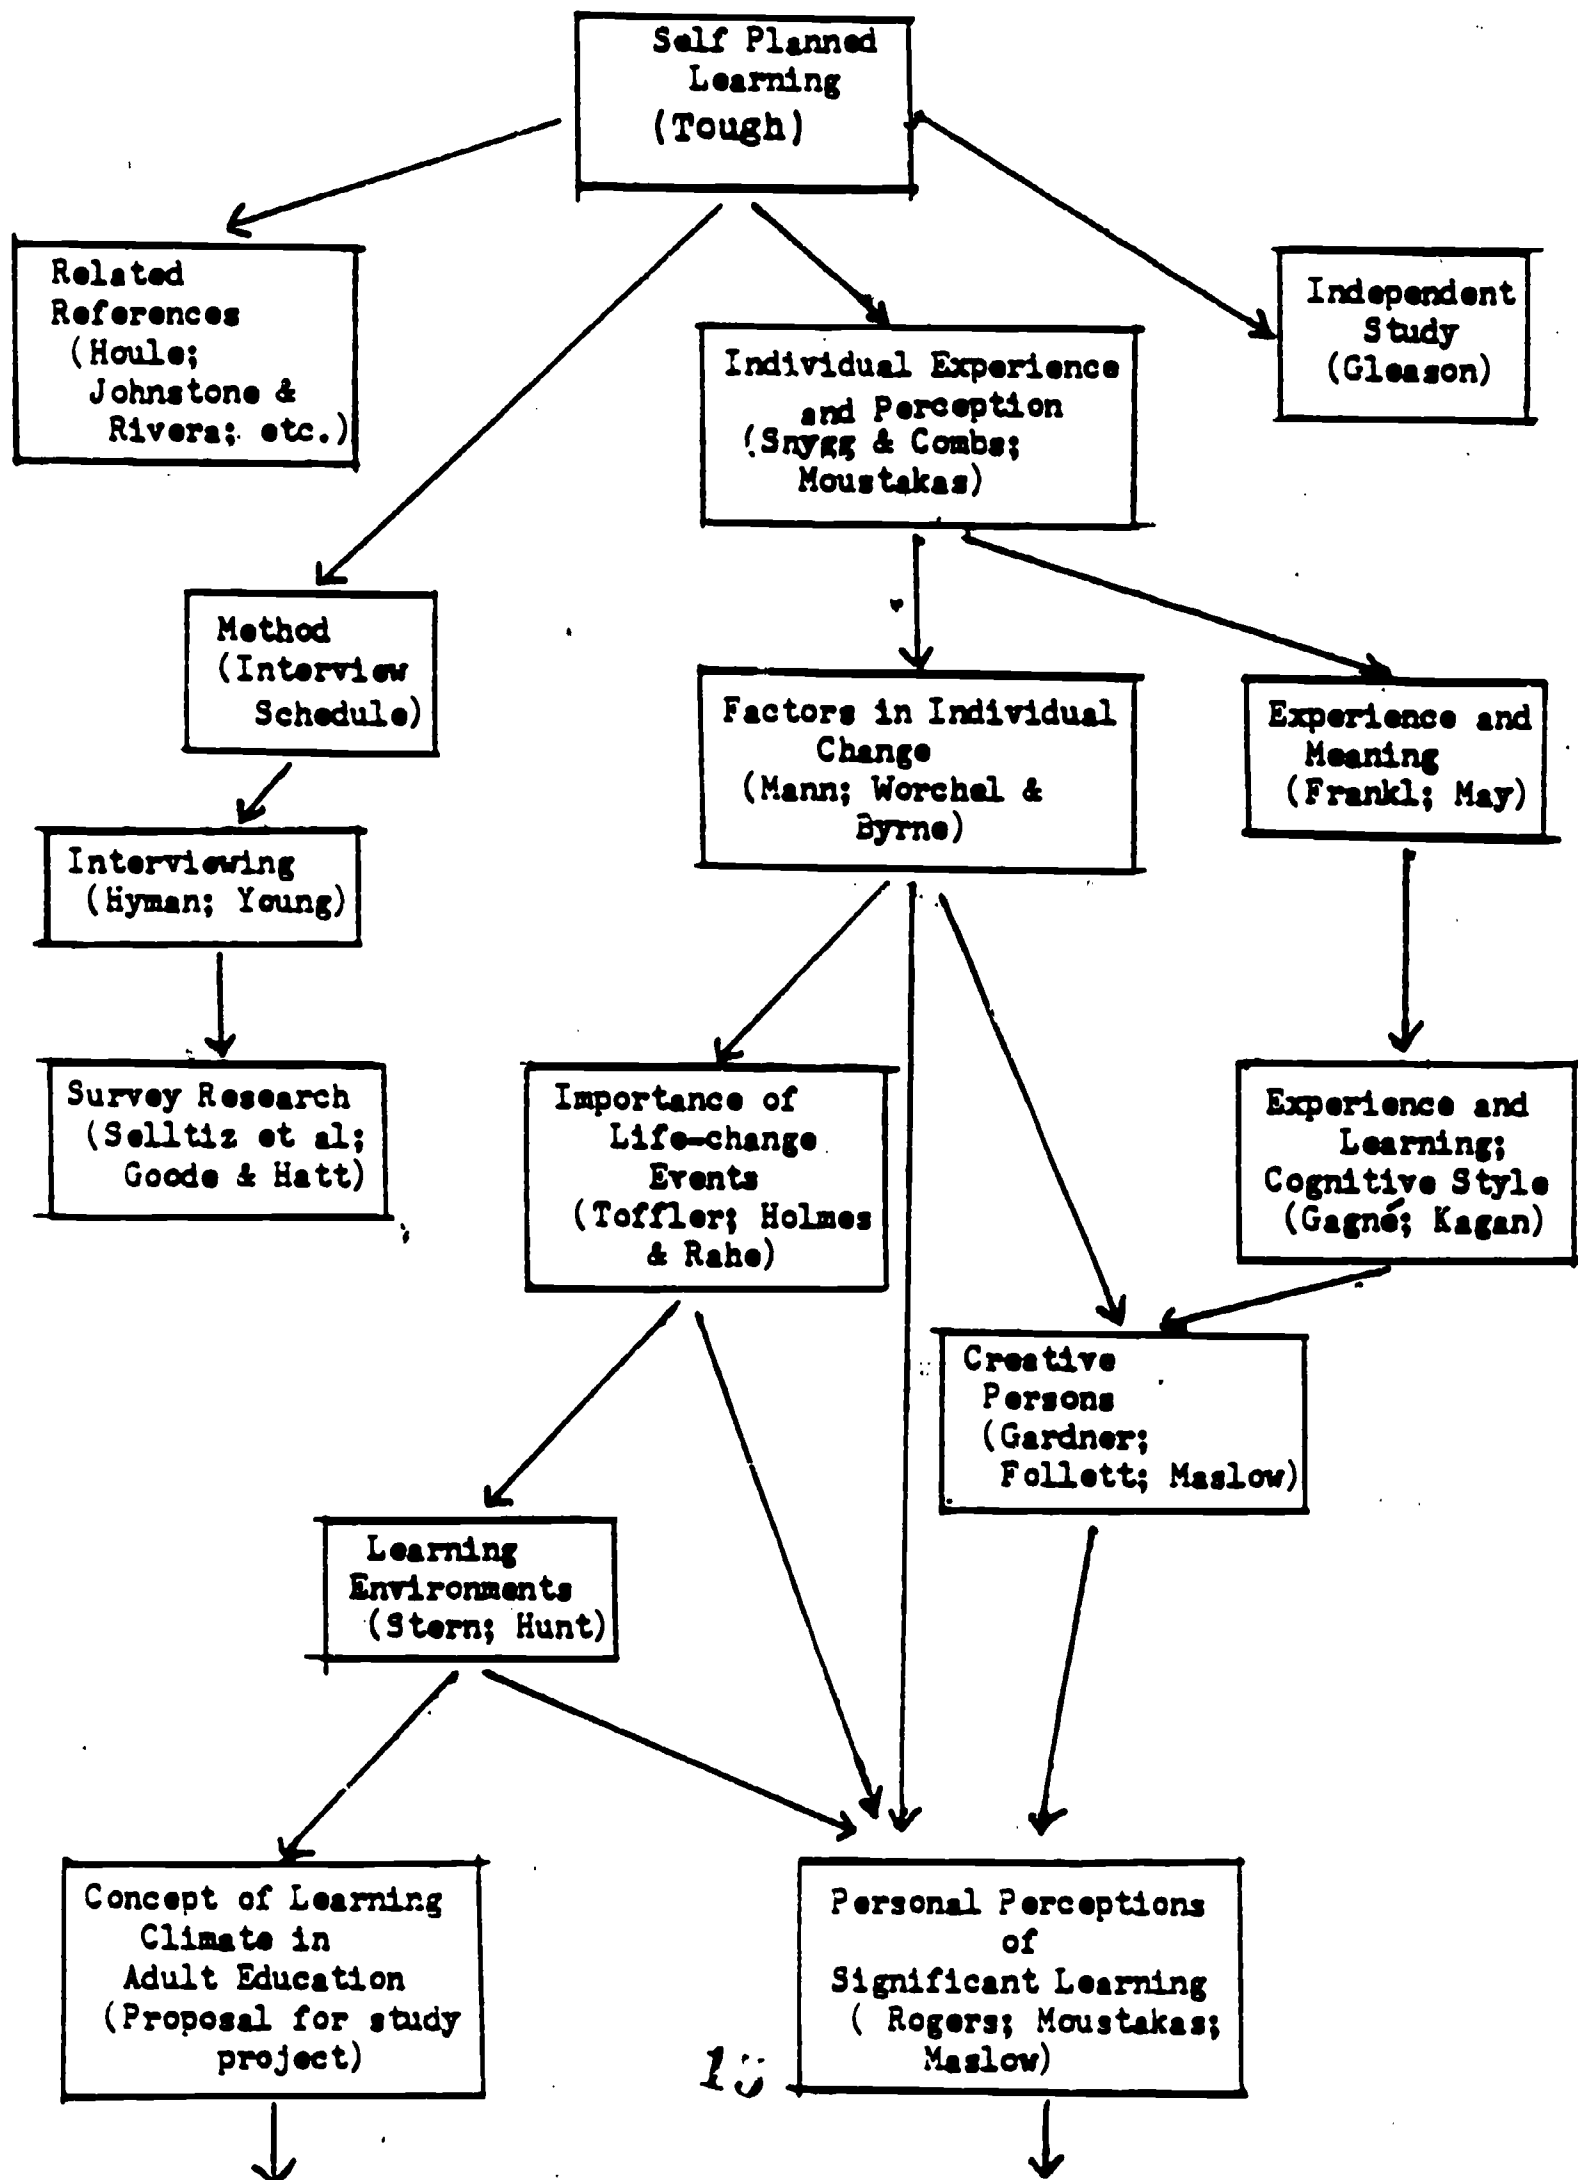 Self Planned
Learning
(Tough)
Related
References
(Houle;
Johnstone &
Rivera; etc.)
Independent
Study
(Gleason)
Individual Experience
and Perception
(Snygg & Combs;
Moustakas)
Method
(Interview
Schedule)
Factors in Individual
Change
(Mann; Worchel &
Byrne)
Experience and
Meaning
(Frankl; May)
Interviewing
(Hyman; Young)
Survey Research
(Selltiz et al;
Goode & Hatt)
Importance of
Life-change
Events
(Toffler; Holmes
& Rahe)
Experience and
Learning;
Cognitive Style
(Gagné; Kagan)
Creative
Persons
(Gardner;
Follett; Maslow)
Learning
Environments
(Stern; Hunt)
Concept of Learning
Climate in
Adult Education
(Proposal for study
project)
Personal Perceptions
of
Significant Learning
( Rogers; Moustakas;
Maslow)